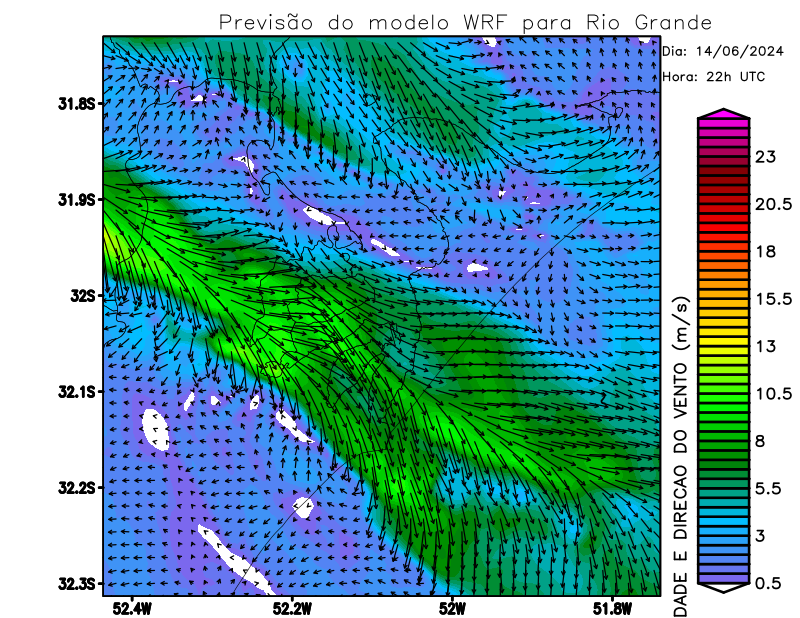 Previsão do modelo WRF para Rio Grande
Dia: 14/06/2024
Hora: 22h UTC
31.8S
31.9S
32S
32.1S
32.2S
32.3S
52.4W
52.2W
52W
51.8W
23
20.5
18
15.5
13
10.5
8
5.5
3
0.5
DADE E DIRECAO DO VENTO (m/s)